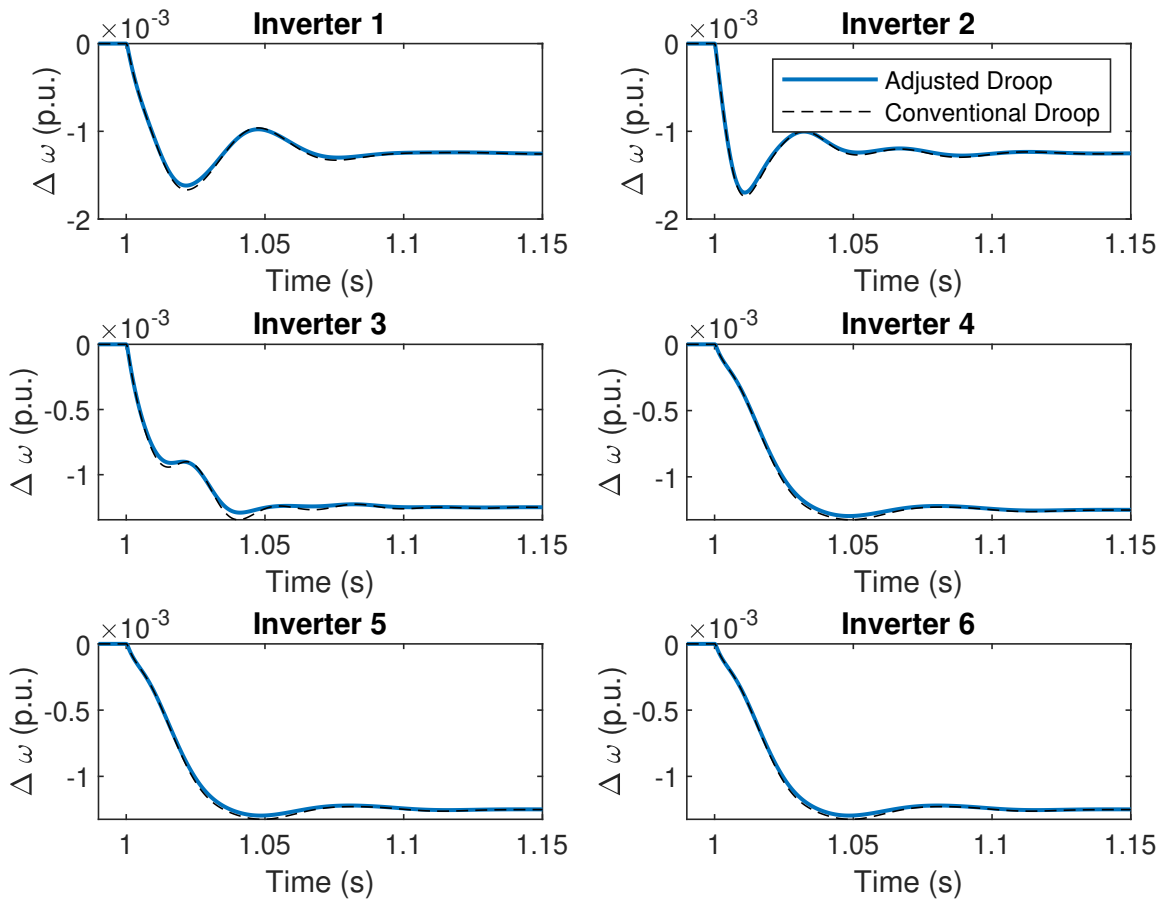 Inverter 1
×10-3
0
-1
-2
Δ ω (p.u.)
1 1.05 1.1 1.15
Time (s)
Inverter 2
×10-3
0
-1
-2
Δ ω (p.u.)
1 1.05 1.1 1.15
Time (s)
Adjusted Droop
Conventional Droop
Inverter 3
×10-3
0
-0.5
-1
Δ ω (p.u.)
1 1.05 1.1 1.15
Time (s)
Inverter 4
×10-3
0
-0.5
-1
Δ ω (p.u.)
1 1.05 1.1 1.15
Time (s)
Inverter 5
×10-3
0
-0.5
-1
Δ ω (p.u.)
1 1.05 1.1 1.15
Time (s)
Inverter 6
×10-3
0
-0.5
-1
Δ ω (p.u.)
1 1.05 1.1 1.15
Time (s)